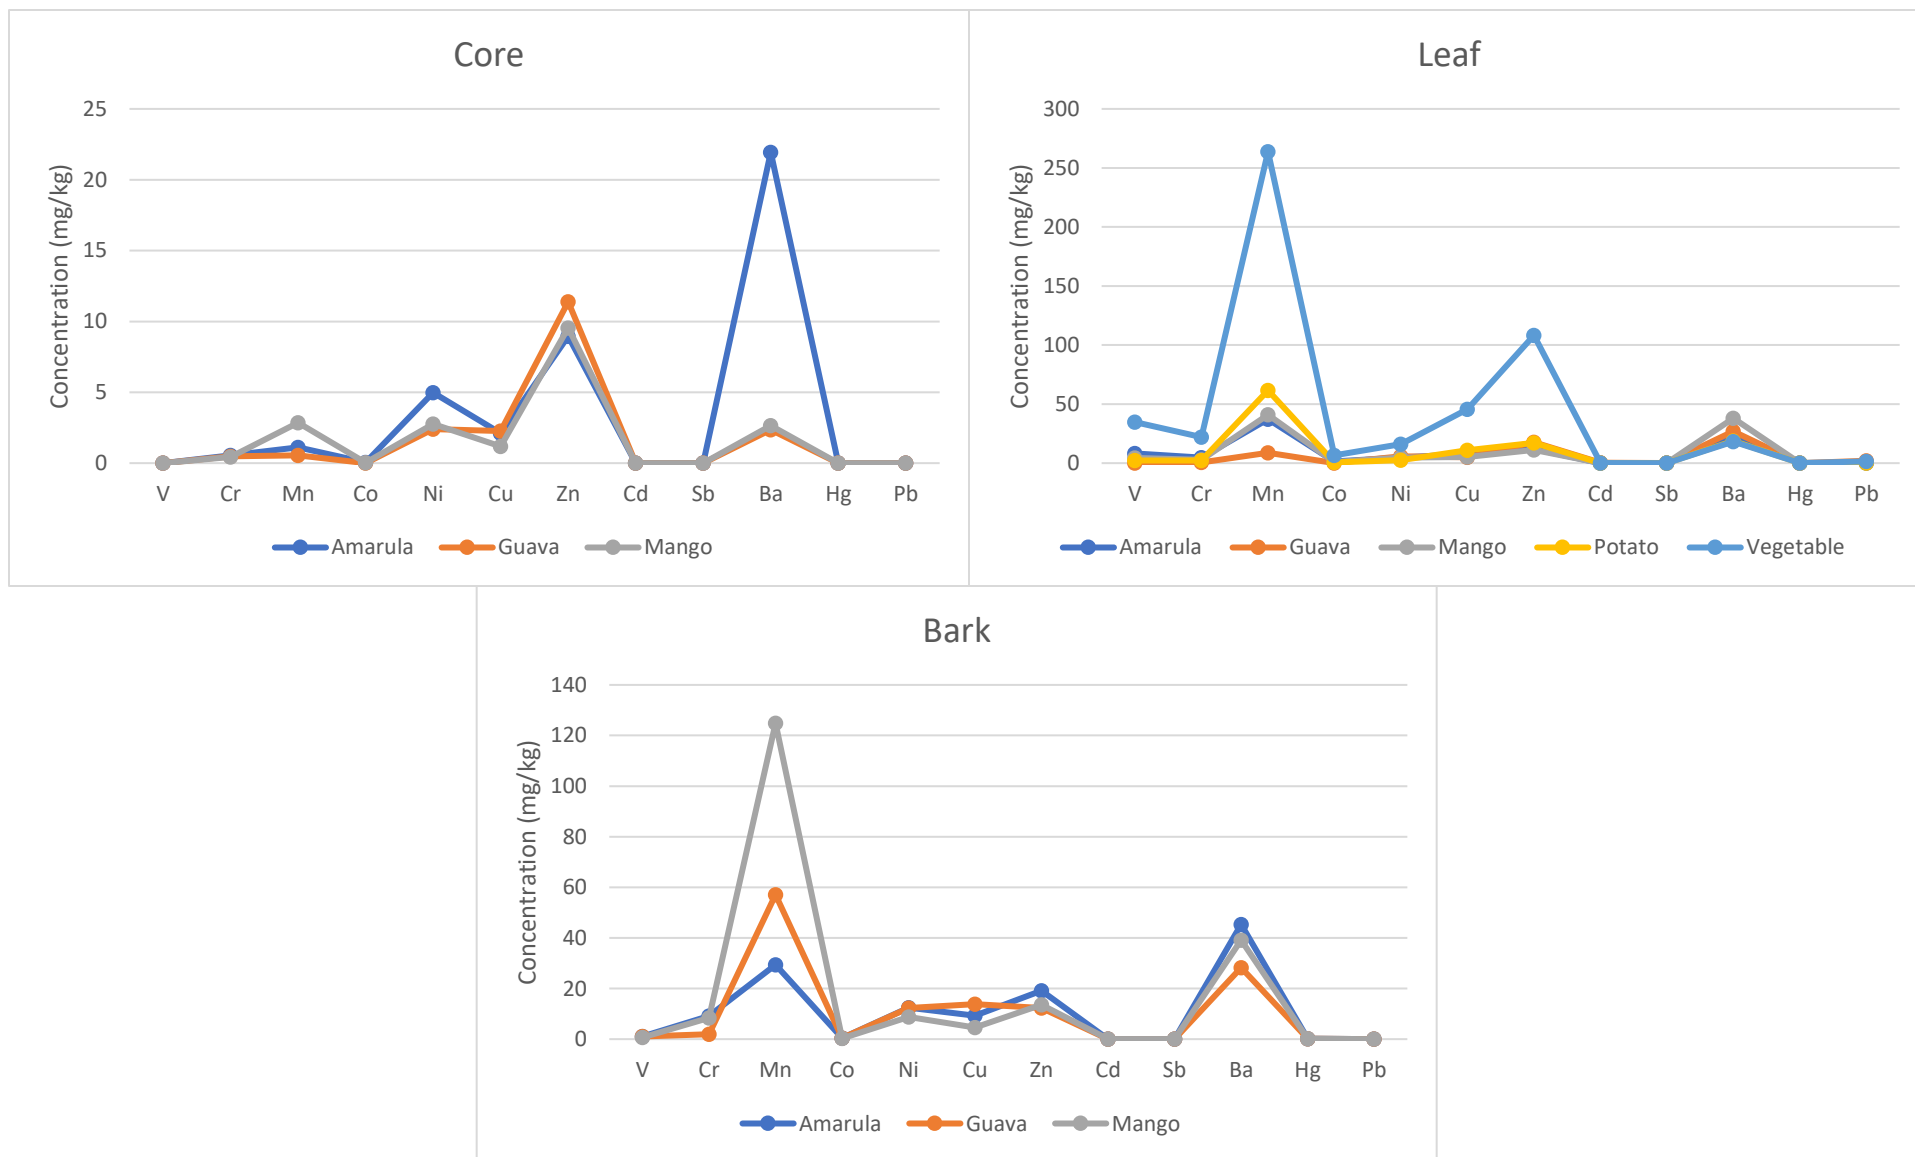 Core
Concentration (mg/kg)
25
20
15
10
5
0
V Cr Mn Co Ni Cu Zn Cd Sb Ba Hg Pb
Amarula Guava Mango
Leaf
Concentration (mg/kg)
300
250
200
150
100
50
0
V Cr Mn Co Ni Cu Zn Cd Sb Ba Hg Pb
Amarula Guava Mango Potato Vegetable
Bark
Concentration (mg/kg)
140
120
100
80
60
40
20
0
V Cr Mn Co Ni Cu Zn Cd Sb Ba Hg Pb
Amarula Guava Mango